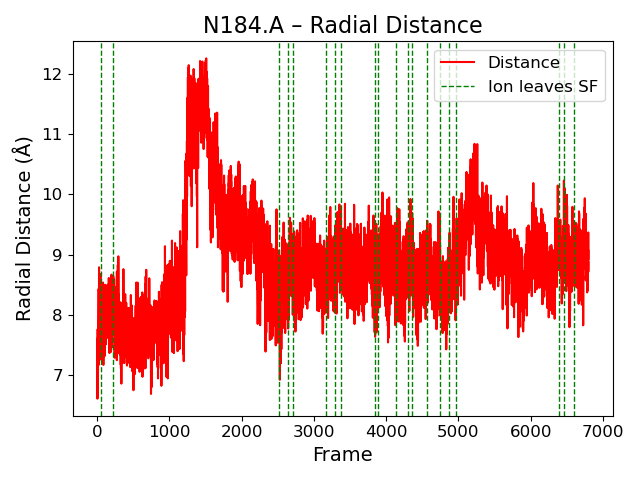 N184.A – Radial Distance
Distance
Ion leaves SF
Radial Distance (Å)
12
11
10
9
8
7
0 1000 2000 3000 4000 5000 6000 7000
Frame